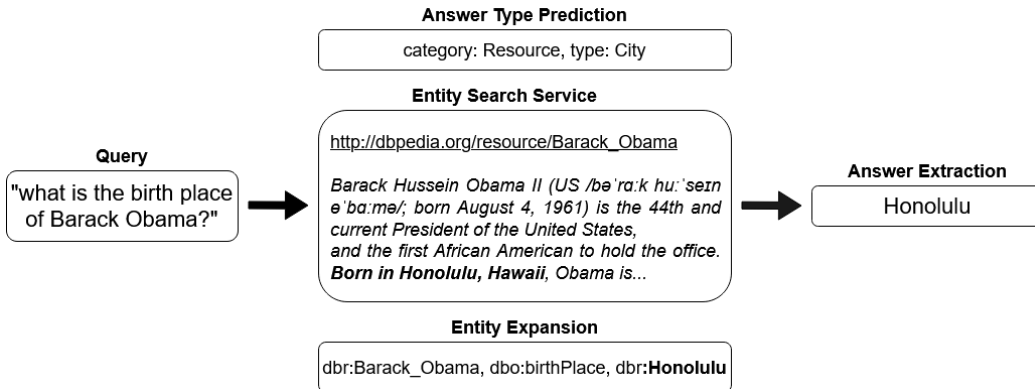 Answer Type Prediction
category: Resource, type: City
Entity Search Service
http://dbpedia.org/resource/Barack_Obama
Barack Hussein Obama II (US /bəˈrɑːk huːˈseɪn
əˈbɑːmə/; born August 4, 1961) is the 44th and
current President of the United States,
and the first African American to hold the office.
Born in Honolulu, Hawaii, Obama is...
Query
"what is the birth place
of Barack Obama?"
Answer Extraction
Honolulu
Entity Expansion
dbr:Barack_Obama, dbo:birthPlace, dbr:Honolulu